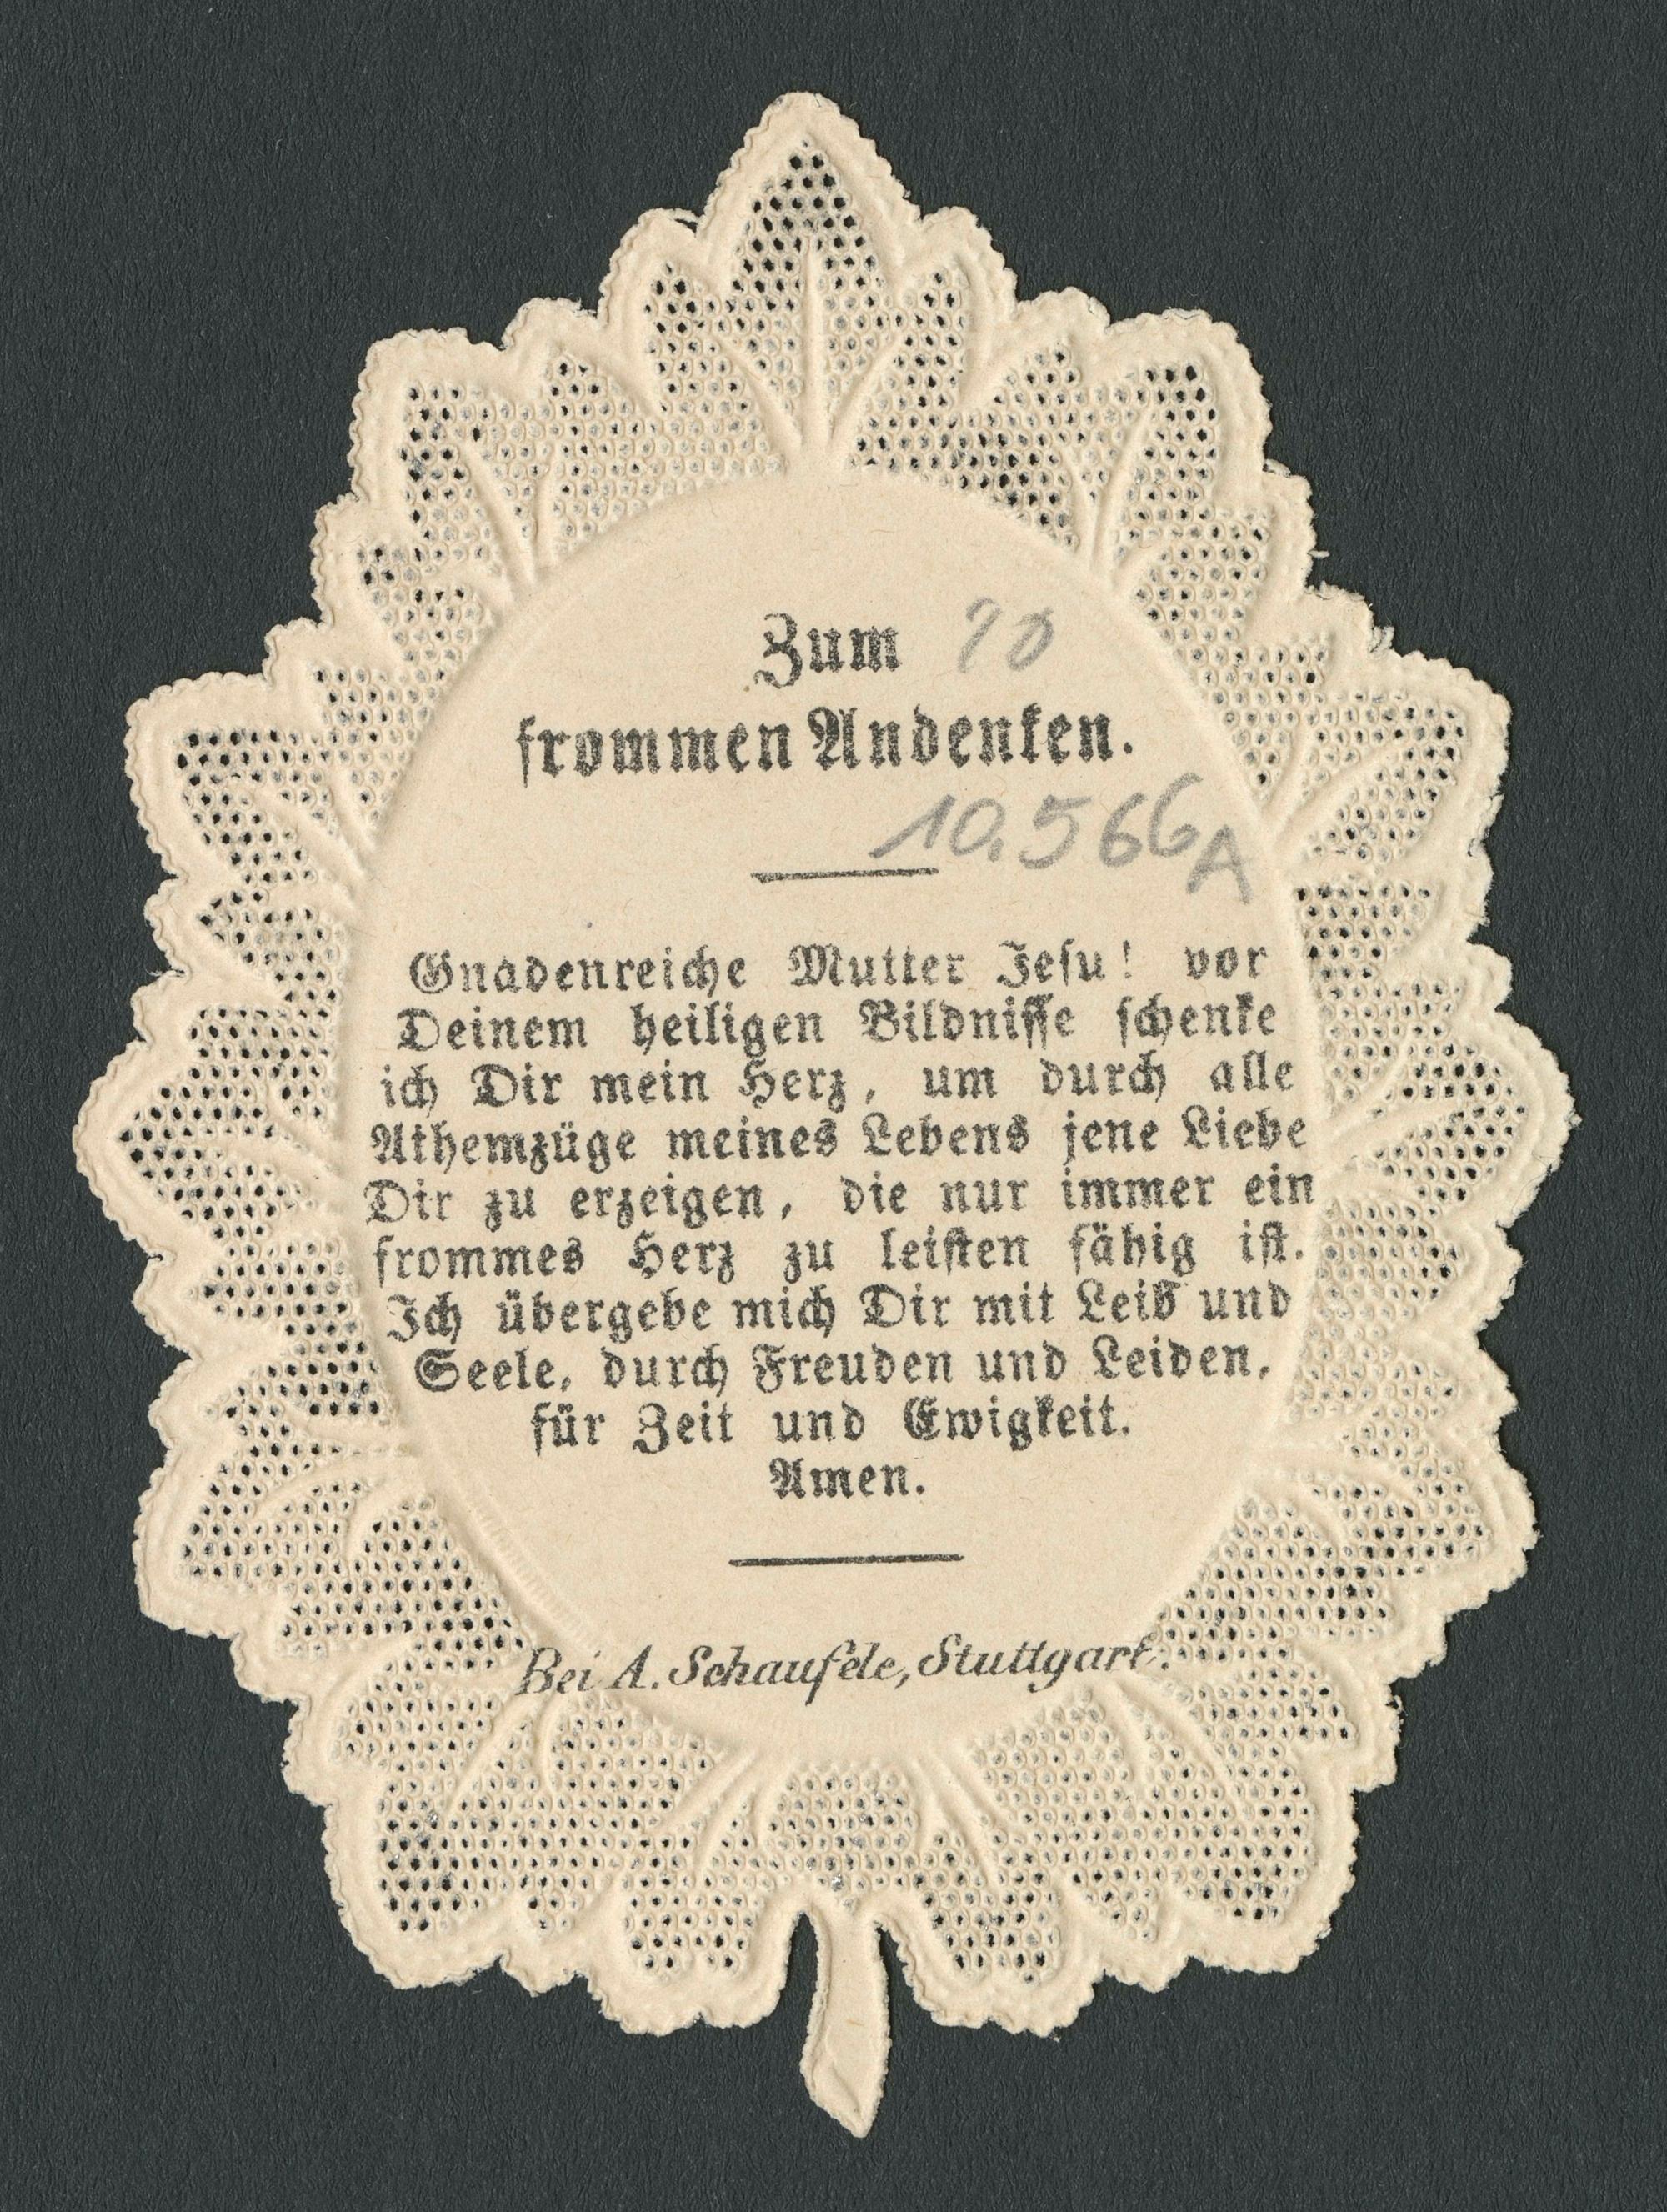 Zum 70
frommen Andenken.
10.566A
Gnadenreiche Mutter Jesu! vor
Deinem heiligen Bildnisse schenke
ich Dir mein Herz, um durch alle
Athemzüge meines Lebens jene Liebe
Dir zu erzeigen, die nur immer ein
frommes Herz zu leisten fähig ist.
Ich übergebe mich Dir mit Leib und
Seele, durch Freuden und Leiden,
für Zeit und Ewigkeit.
Amen.
Bei A. Schaufele, Stuttgart.